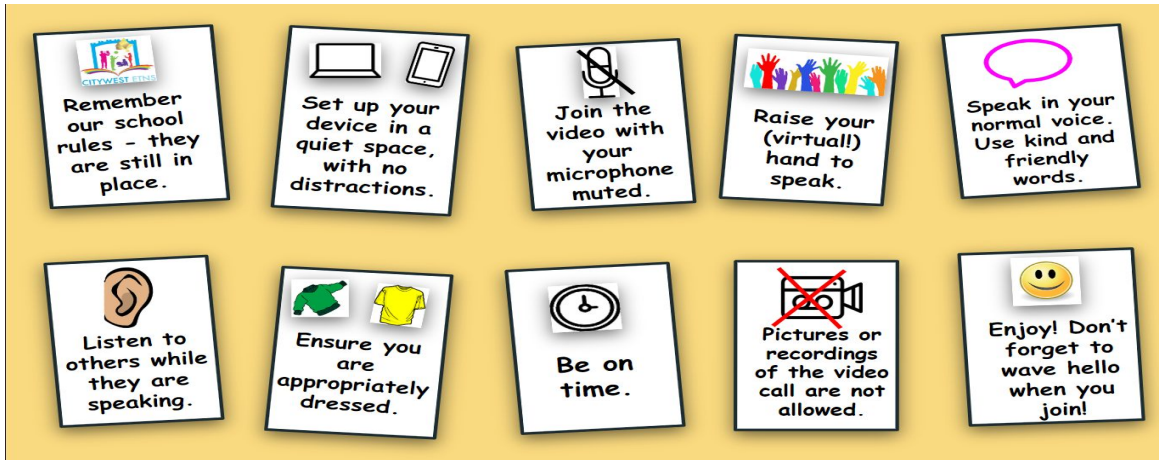 CITYWEST ETNS
Remember
our school
rules - they
are still in
place.
Set up your
device in a
quiet space,
with no
distractions.
Join the
video with
your
microphone
muted.
Raise your
(virtual!)
hand to
speak.
Speak in your
normal voice.
Use kind and
friendly
words.
Listen to
others while
they are
speaking.
Ensure you
are
appropriately
dressed.
Be on
time.
Pictures or
recordings
of the video
call are not
allowed.
Enjoy! Don't
forget to
wave hello
when you
join!